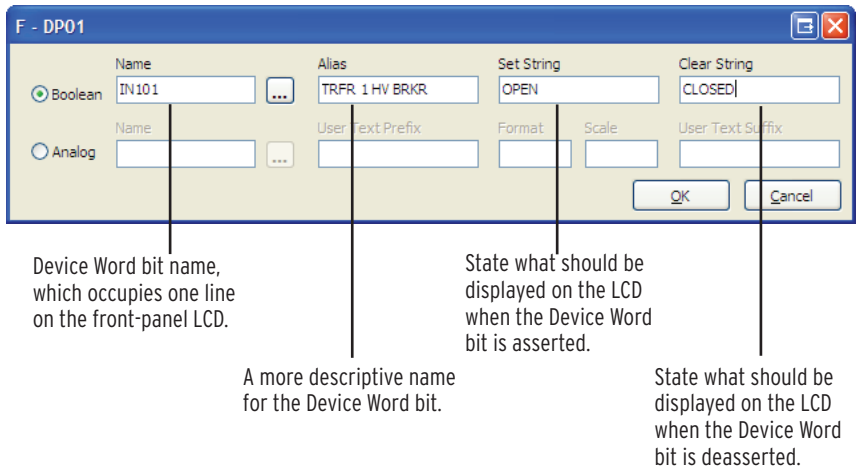 F - DP01
Name Alias Set String Clear String
Boolean IN101 ... TRFR 1 HV BRKR OPEN CLOSED
Name User Text Prefix Format Scale User Text Suffix
Analog ...
OK Cancel
Device Word bit name,
which occupies one line
on the front-panel LCD.
A more descriptive name
for the Device Word bit.
State what should be
displayed on the LCD
when the Device Word
bit is asserted.
State what should be
displayed on the LCD
when the Device Word
bit is deasserted.